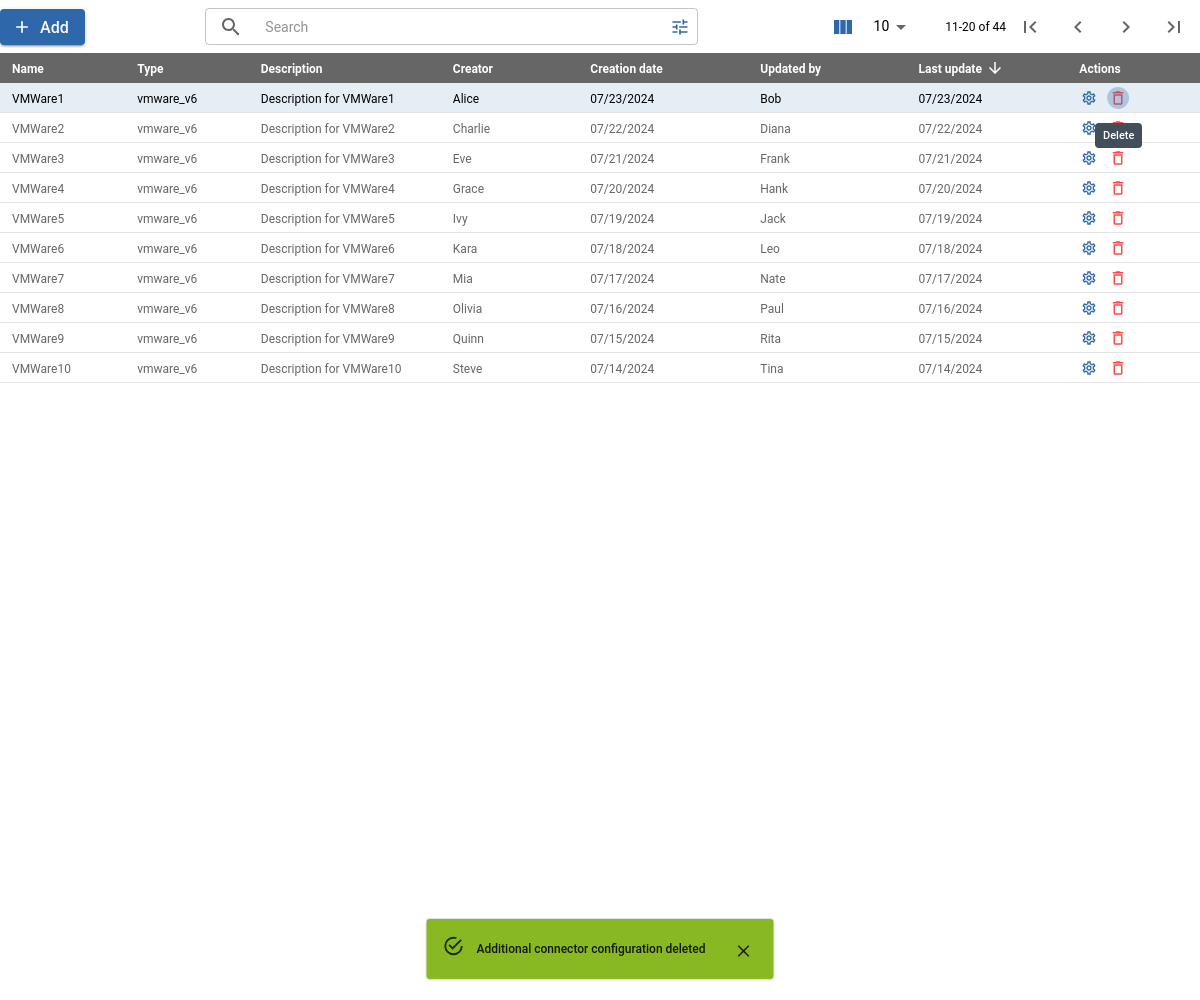 Add
Search
10
11-20 of 44
Name Type Description Creator Creation date Updated by Last update Actions
VMWare1 vmware_v6 Description for VMWare1 Alice 07/23/2024 Bob 07/23/2024
VMWare2 vmware_v6 Description for VMWare2 Charlie 07/22/2024 Diana 07/22/2024
Delete
VMWare3 vmware_v6 Description for VMWare3 Eve 07/21/2024 Frank 07/21/2024
VMWare4 vmware_v6 Description for VMWare4 Grace 07/20/2024 Hank 07/20/2024
VMWare5 vmware_v6 Description for VMWare5 Ivy 07/19/2024 Jack 07/19/2024
VMWare6 vmware_v6 Description for VMWare6 Kara 07/18/2024 Leo 07/18/2024
VMWare7 vmware_v6 Description for VMWare7 Mia 07/17/2024 Nate 07/17/2024
VMWare8 vmware_v6 Description for VMWare8 Olivia 07/16/2024 Paul 07/16/2024
VMWare9 vmware_v6 Description for VMWare9 Quinn 07/15/2024 Rita 07/15/2024
VMWare10 vmware_v6 Description for VMWare10 Steve 07/14/2024 Tina 07/14/2024
Additional connector configuration deleted